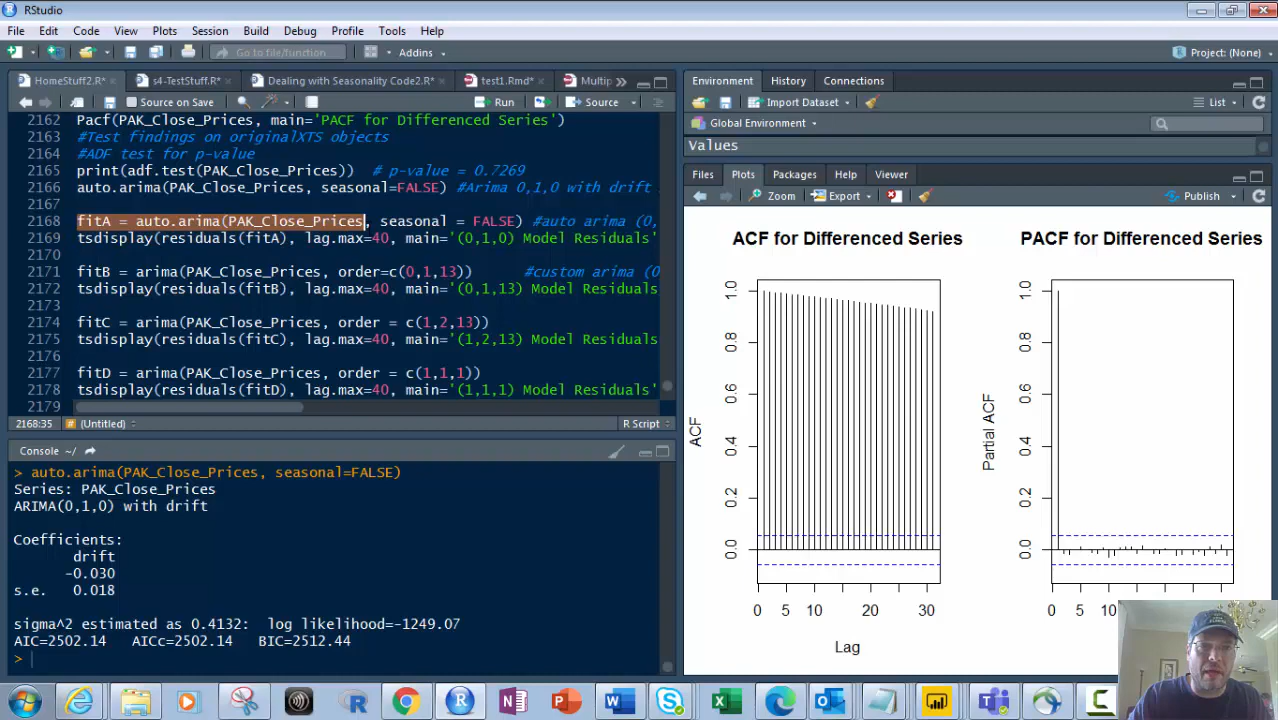 RStudio
File Edit Code View Plots Session Build Debug Profile Tools Help
Go to file/function Addins Project: (None)
HomeStuff2.R* s4-TestStuff.R* Dealing with Seasonality Code2.R* test1.Rmd* Multip
Source on Save Run Source
2162 Pacf(PAK_Close_Prices, main='PACF for Differenced Series')
2163 #Test findings on originalXTS objects
2164 #ADF test for p-value
2165 print(adf.test(PAK_Close_Prices)) # p-value = 0.7269
2166 auto.arima(PAK_Close_Prices, seasonal=FALSE) #Arima 0,1,0 with drift
2167
2168 fitA = auto.arima(PAK_Close_Prices, seasonal = FALSE) #auto arima (0,
2169 tsdisplay(residuals(fitA), lag.max=40, main='(0,1,0) Model Residuals'
2170
2171 fitB = arima(PAK_Close_Prices, order=c(0,1,13)) #custom arima (0
2172 tsdisplay(residuals(fitB), lag.max=40, main='(0,1,13) Model Residuals
2173
2174 fitC = arima(PAK_Close_Prices, order = c(1,2,13))
2175 tsdisplay(residuals(fitC), lag.max=40, main='(1,2,13) Model Residuals
2176
2177 fitD = arima(PAK_Close_Prices, order = c(1,1,1))
2178 tsdisplay(residuals(fitD), lag.max=40, main='(1,1,1) Model Residuals'
2179
2168:35 (Untitled) R Script
Console ~/
> auto.arima(PAK_Close_Prices, seasonal=FALSE)
Series: PAK_Close_Prices
ARIMA(0,1,0) with drift
Coefficients:
drift
-0.030
s.e. 0.018
sigma^2 estimated as 0.4132: log likelihood=-1249.07
AIC=2502.14 AICc=2502.14 BIC=2512.44
>
Environment History Connections
Import Dataset List
Global Environment
Values
Files Plots Packages Help Viewer
Zoom Export Publish
ACF for Differenced Series
ACF
1.0
0.8
0.6
0.4
0.2
0.0
0 5 10 20 30
Lag
PACF for Differenced Series
Partial ACF
1.0
0.8
0.6
0.4
0.2
0.0
0 5 10